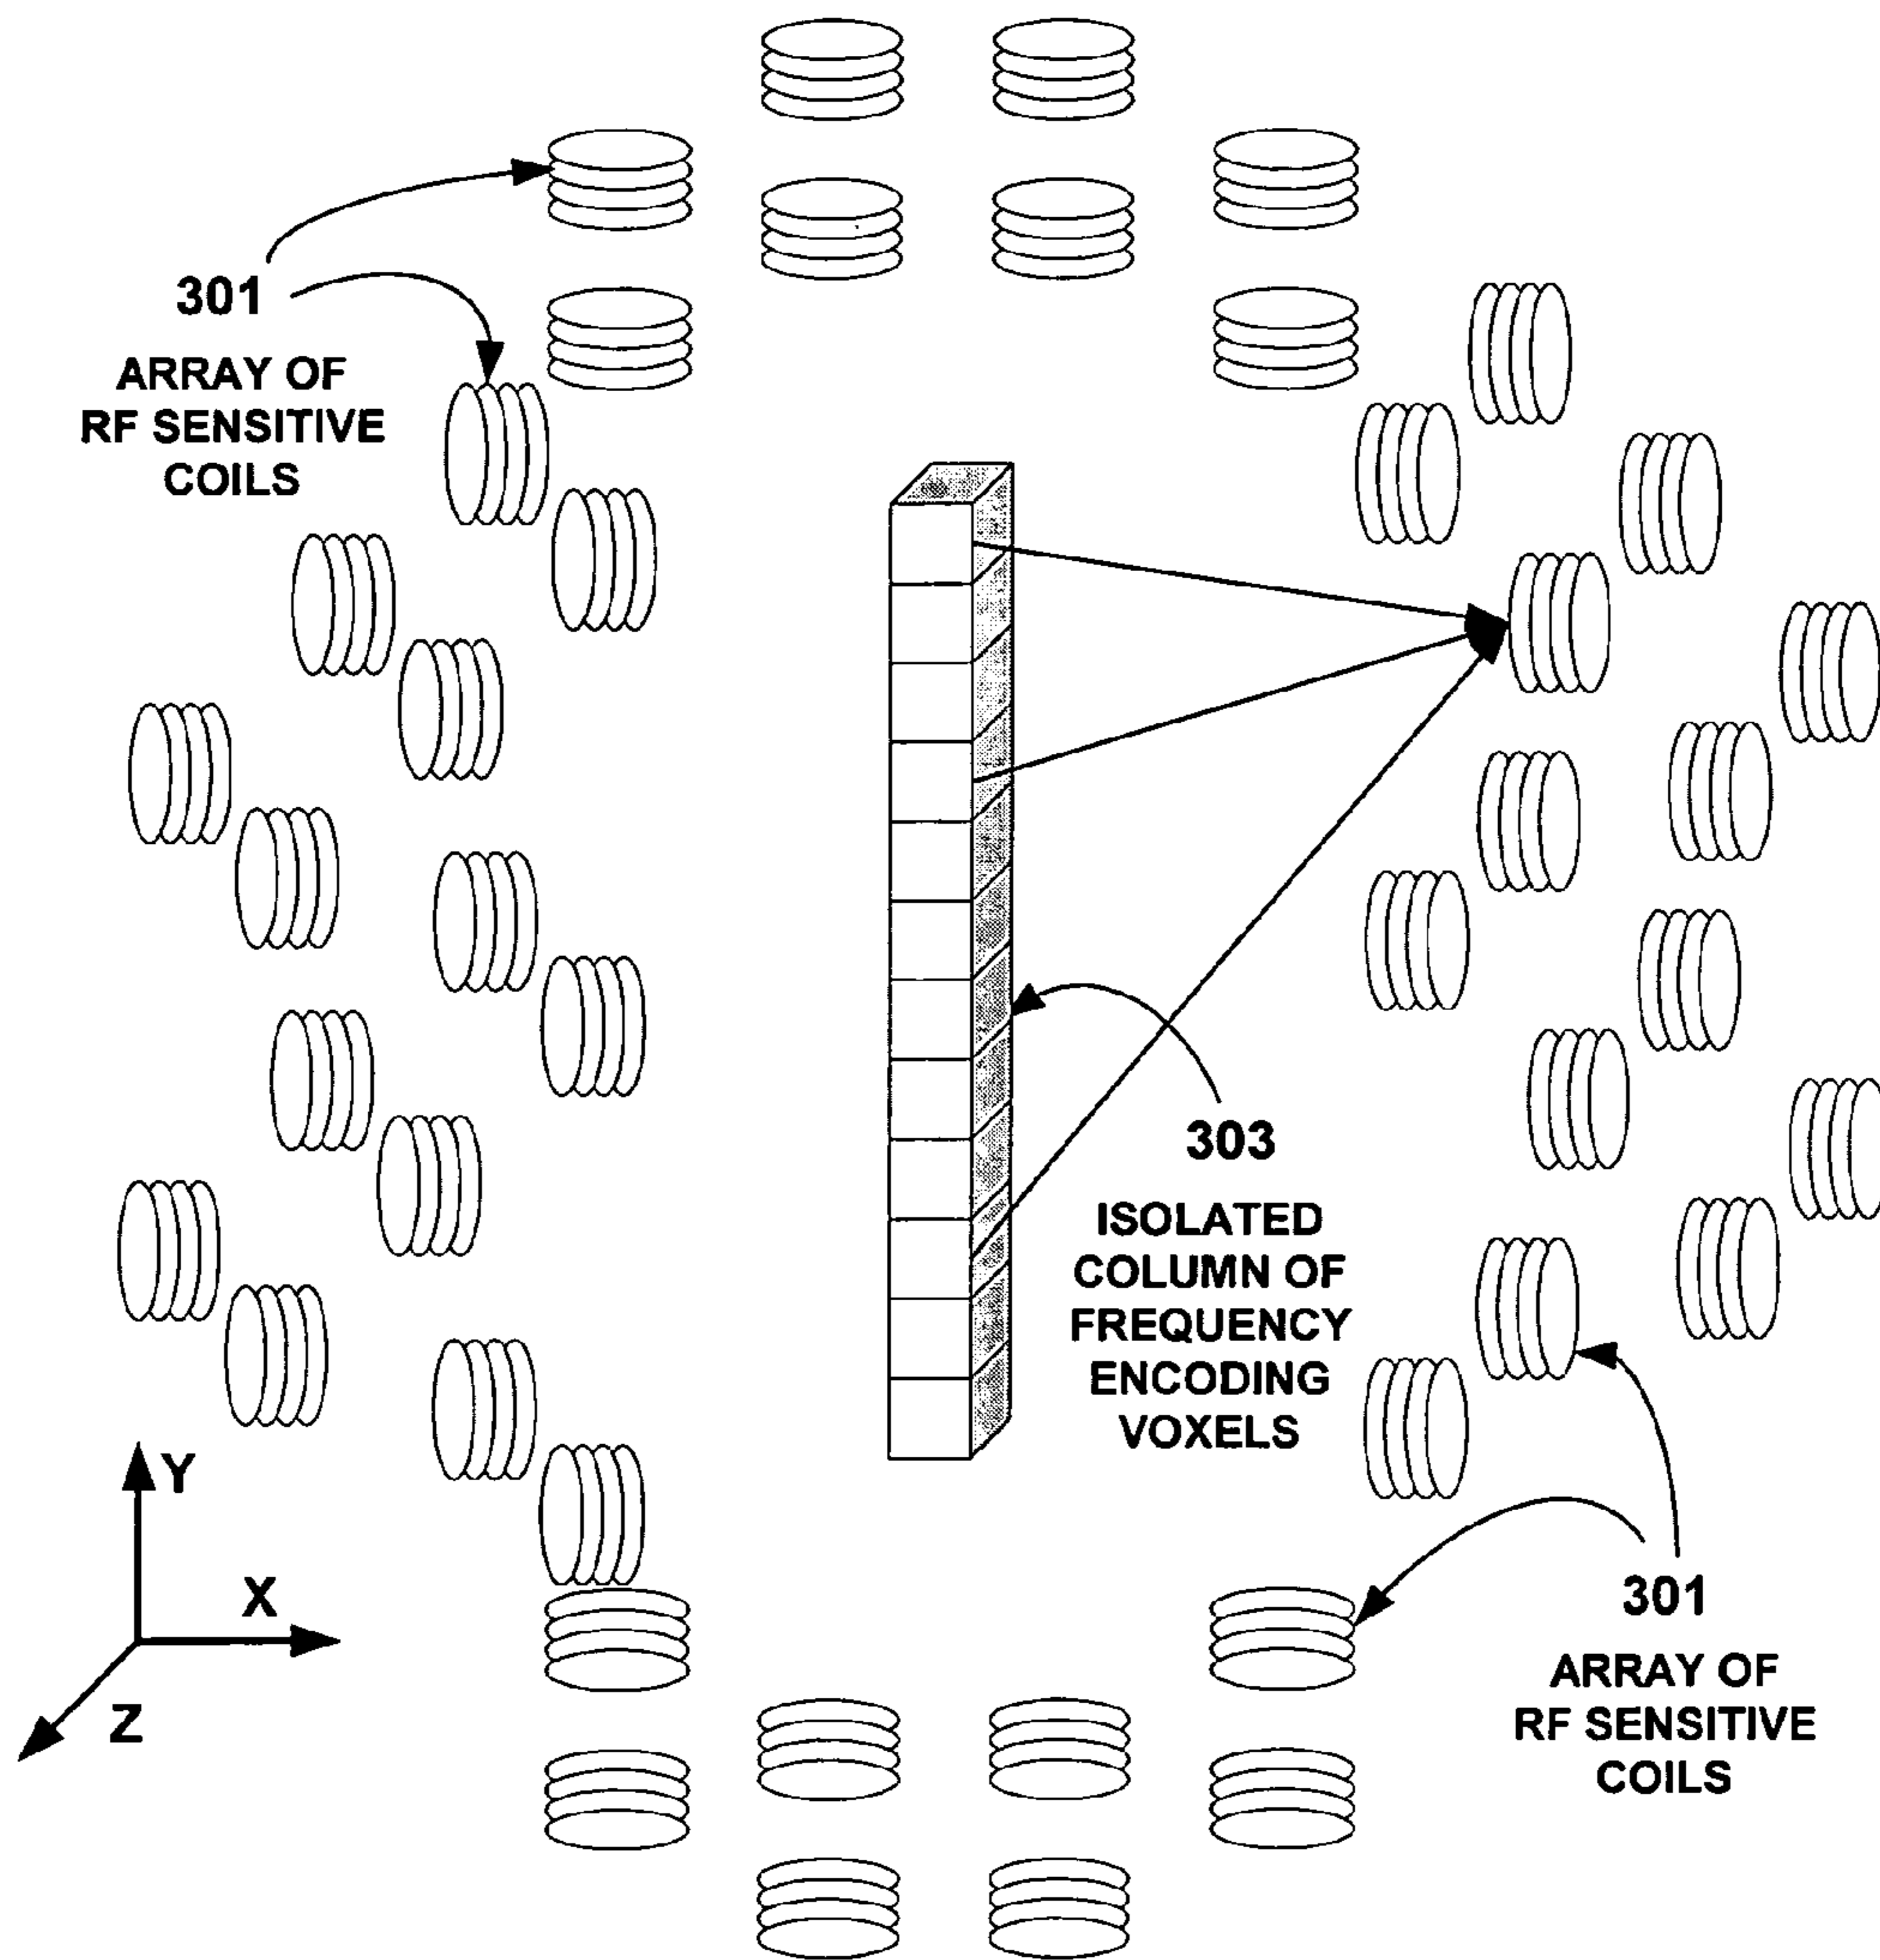 301
ARRAY OF
RF SENSITIVE
COILS
303
ISOLATED
COLUMN OF
FREQUENCY
ENCODING
VOXELS
Y
X
Z
301
ARRAY OF
RF SENSITIVE
COILS